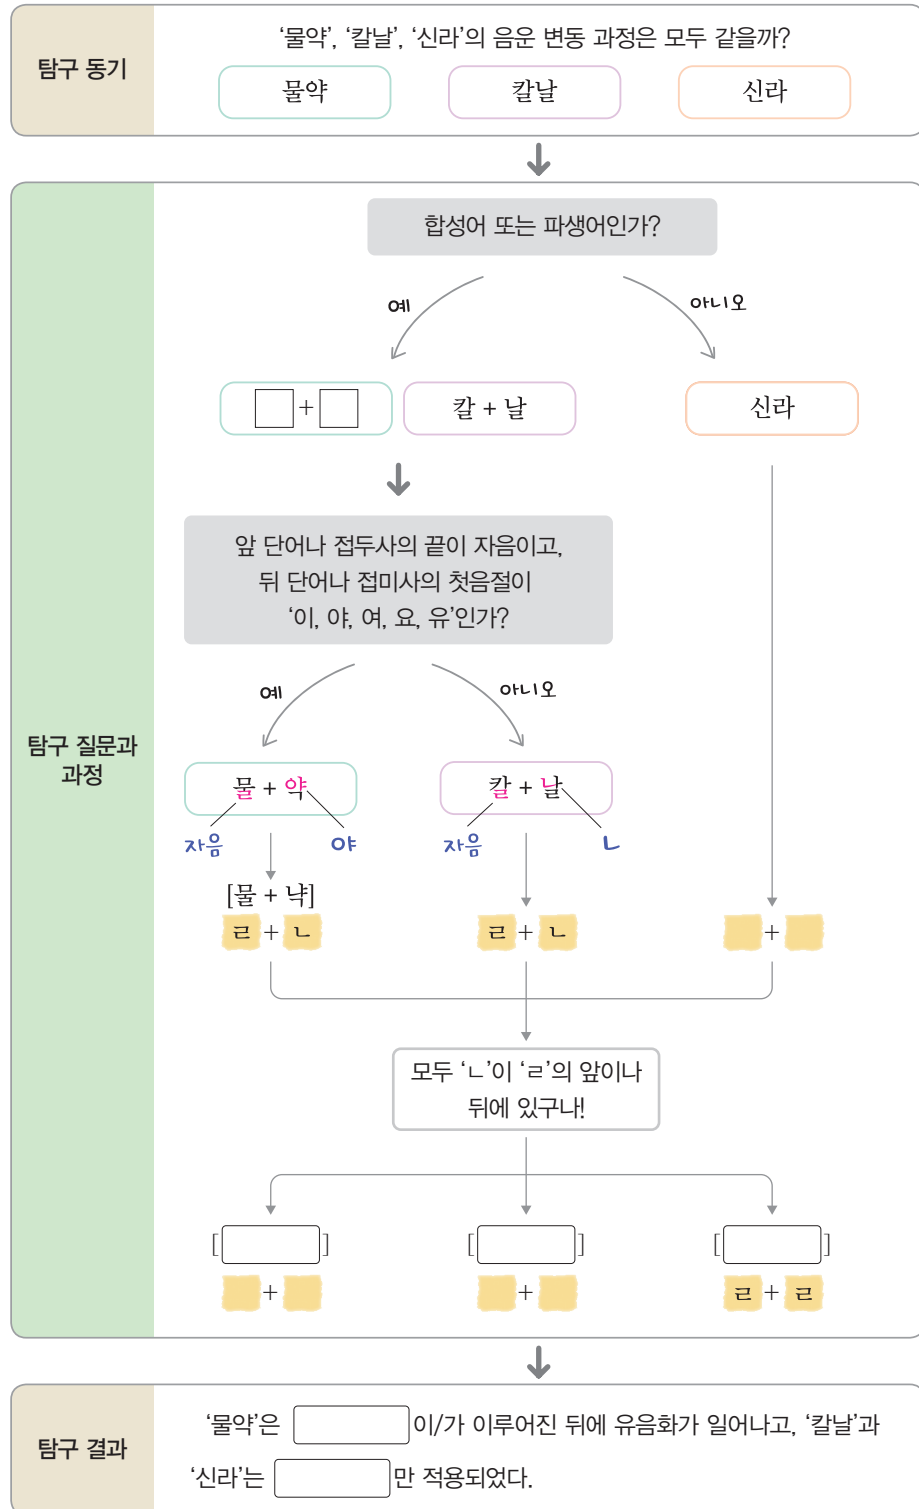 탐구 동기
‘물약’, ‘칼날’, ‘신라’의 음운 변동 과정은 모두 같을까?
물약 칼날 신라
탐구 질문과
과정
합성어 또는 파생어인가?
예 아니오
+ 칼 + 날 신라
앞 단어나 접두사의 끝이 자음이고,
뒤 단어나 접미사의 첫음절이
‘이, 야, 여, 요, 유’인가?
예 아니오
물 + 약 칼 + 날
자음 야 자음 ㄴ
[물 + 냑]
ㄹ + ㄴ ㄹ + ㄴ +
모두 ‘ㄴ’이 ‘ㄹ’의 앞이나
뒤에 있구나!
[ ] [ ] [ ]
+ + ㄹ + ㄹ
탐구 결과
‘물약’은 이/가 이루어진 뒤에 유음화가 일어나고, ‘칼날’과
‘신라’는 만 적용되었다.